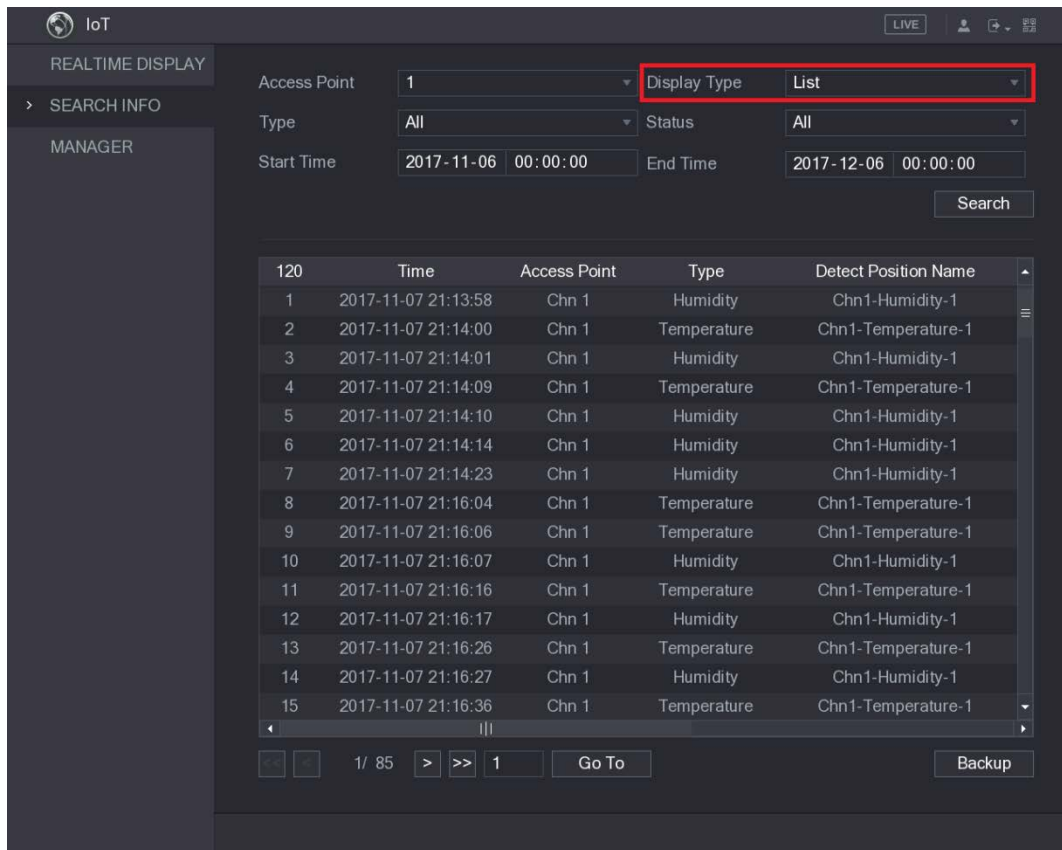 IoT LIVE
REALTIME DISPLAY
SEARCH INFO
MANAGER
Access Point 1 Display Type List
Type All Status All
Start Time 2017-11-06 00:00:00 End Time 2017-12-06 00:00:00
Search
120 Time Access Point Type Detect Position Name
1 2017-11-07 21:13:58 Chn 1 Humidity Chn1-Humidity-1
2 2017-11-07 21:14:00 Chn 1 Temperature Chn1-Temperature-1
3 2017-11-07 21:14:01 Chn 1 Humidity Chn1-Humidity-1
4 2017-11-07 21:14:09 Chn 1 Temperature Chn1-Temperature-1
5 2017-11-07 21:14:10 Chn 1 Humidity Chn1-Humidity-1
6 2017-11-07 21:14:14 Chn 1 Humidity Chn1-Humidity-1
7 2017-11-07 21:14:23 Chn 1 Humidity Chn1-Humidity-1
8 2017-11-07 21:16:04 Chn 1 Temperature Chn1-Temperature-1
9 2017-11-07 21:16:06 Chn 1 Temperature Chn1-Temperature-1
10 2017-11-07 21:16:07 Chn 1 Humidity Chn1-Humidity-1
11 2017-11-07 21:16:16 Chn 1 Temperature Chn1-Temperature-1
12 2017-11-07 21:16:17 Chn 1 Humidity Chn1-Humidity-1
13 2017-11-07 21:16:26 Chn 1 Temperature Chn1-Temperature-1
14 2017-11-07 21:16:27 Chn 1 Humidity Chn1-Humidity-1
15 2017-11-07 21:16:36 Chn 1 Temperature Chn1-Temperature-1
<< < 1/ 85 > >> 1 Go To Backup